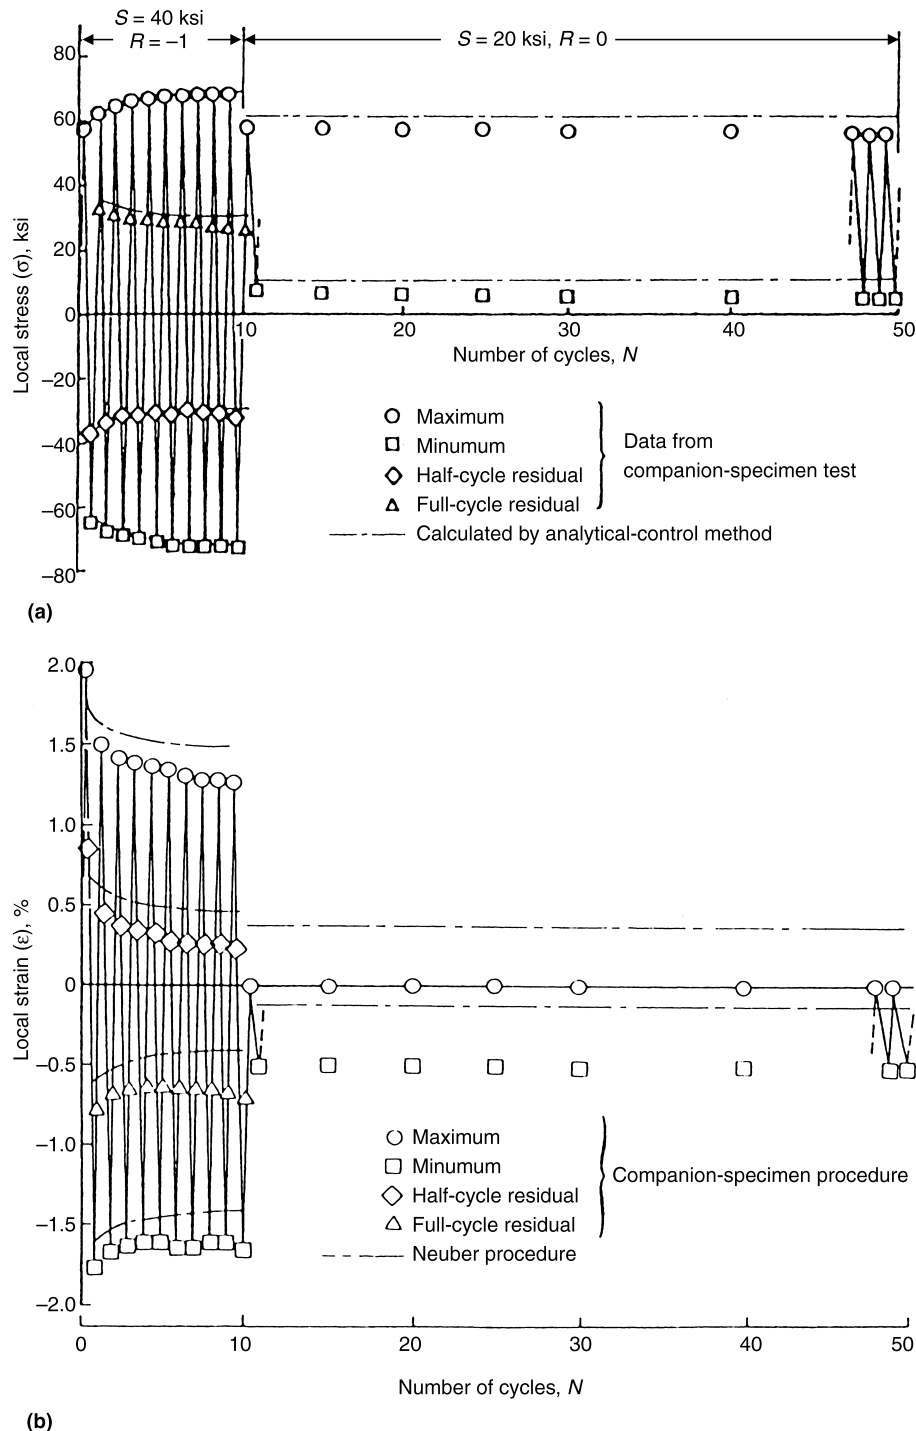 S = 40 ksi
R = –1
S = 20 ksi, R = 0
80
60
40
20
0
–20
–40
–60
–80
Local stress (σ), ksi
10
20
30
40
50
Number of cycles, N
Maximum
Minumum
Half-cycle residual
Full-cycle residual
Data from
companion-specimen test
Calculated by analytical-control method
(a)
2.0
1.5
1.0
0.5
0
–0.5
–1.0
–1.5
–2.0
Local strain (ε), %
Maximum
Minumum
Half-cycle residual
Full-cycle residual
Companion-specimen procedure
Neuber procedure
0
10
20
30
40
50
Number of cycles, N
(b)